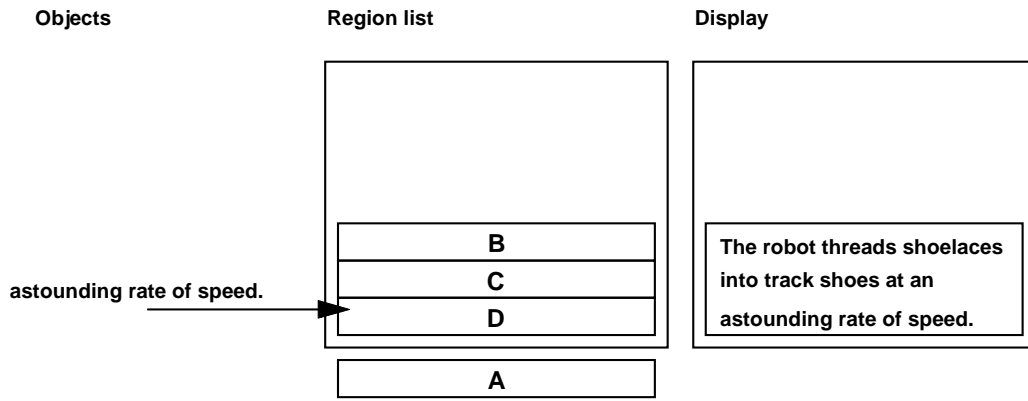 Objects
Region list
Display
B
C
D
A
astounding rate of speed.
The robot threads shoelaces
into track shoes at an
astounding rate of speed.